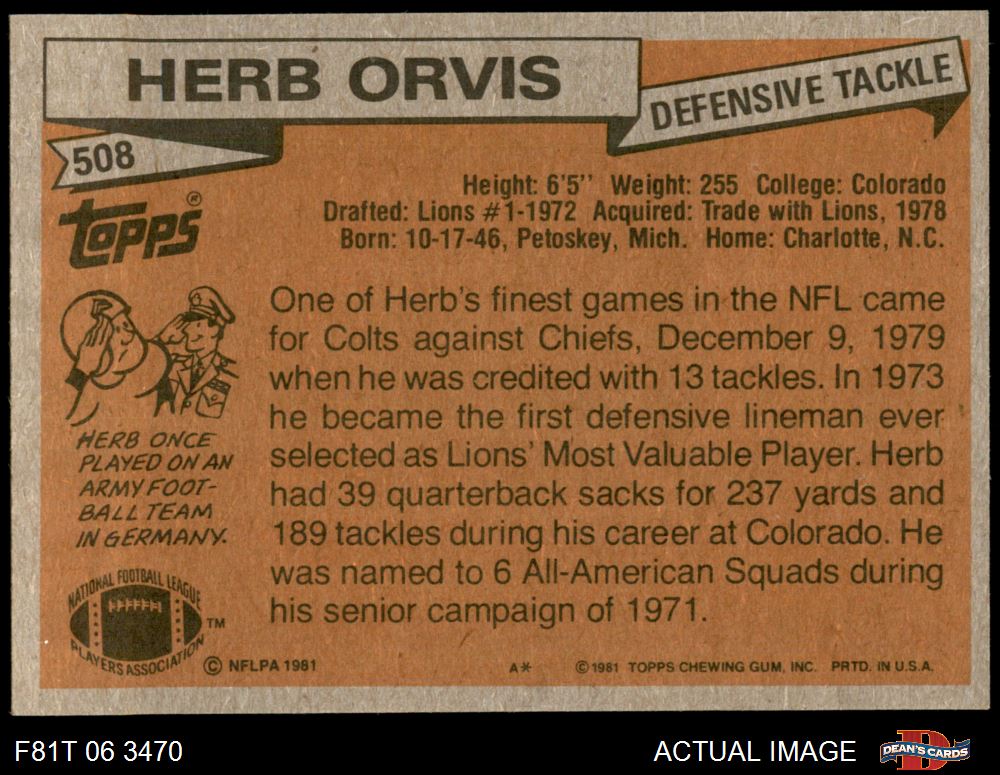 HERB ORVIS
DEFENSIVE TACKLE
508
TOPPS®
Height: 6'5'' Weight: 255 College: Colorado
Drafted: Lions #1-1972 Acquired: Trade with Lions, 1978
Born: 10-17-46, Petoskey, Mich. Home: Charlotte, N.C.
One of Herb's finest games in the NFL came
for Colts against Chiefs, December 9, 1979
when he was credited with 13 tackles. In 1973
he became the first defensive lineman ever
selected as Lions' Most Valuable Player. Herb
had 39 quarterback sacks for 237 yards and
189 tackles during his career at Colorado. He
was named to 6 All-American Squads during
his senior campaign of 1971.
HERB ONCE
PLAYED ON AN
ARMY FOOT-
BALL TEAM
IN GERMANY.
NATIONAL FOOTBALL LEAGUE
PLAYERS ASSOCIATION
TM
© NFLPA 1981
A*
© 1981 TOPPS CHEWING GUM, INC. PRTD. IN U.S.A.
F81T 06 3470
ACTUAL IMAGE
D
DEAN'S CARDS